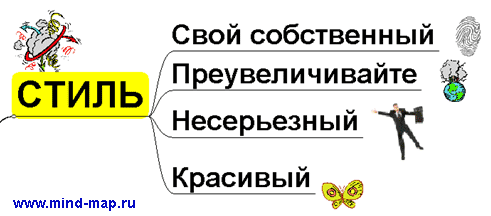 Свой собственный
Преувеличивайте
СТИЛЬ
Несерьезный
Красивый
www.mind-map.ru